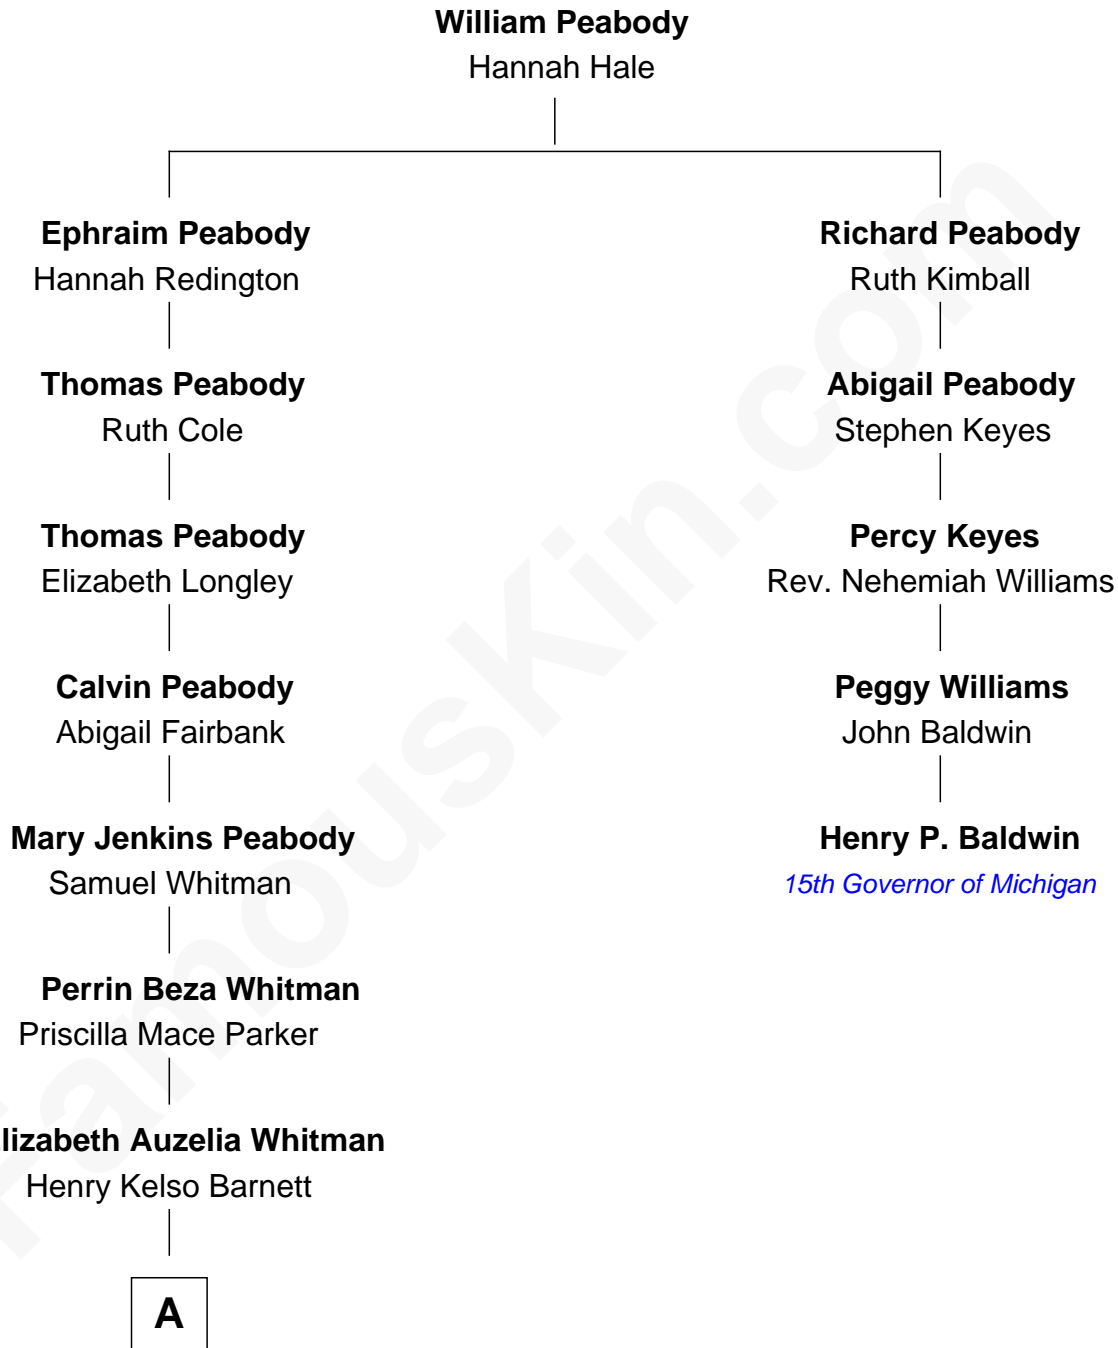 William Peabody
Hannah Hale
Ephraim Peabody
Hannah Redington
Richard Peabody
Ruth Kimball
Thomas Peabody
Ruth Cole
Abigail Peabody
Stephen Keyes
Thomas Peabody
Elizabeth Longley
Percy Keyes
Rev. Nehemiah Williams
Calvin Peabody
Abigail Fairbank
Peggy Williams
John Baldwin
Mary Jenkins Peabody
Samuel Whitman
Henry P. Baldwin
15th Governor of Michigan
Perrin Beza Whitman
Priscilla Mace Parker
lizabeth Auzelia Whitman
Henry Kelso Barnett
A
FamousKin.com